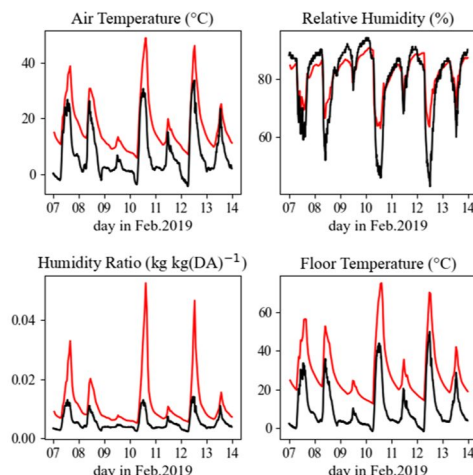 Air Temperature (°C)
Relative Humidity (%)
40
20
0
07 08 09 10 11 12 13 14
day in Feb.2019
80
60
07 08 09 10 11 12 13 14
day in Feb.2019
Humidity Ratio (kg kg(DA)⁻¹)
Floor Temperature (°C)
0.04
0.02
0.00
07 08 09 10 11 12 13 14
day in Feb.2019
60
40
20
0
07 08 09 10 11 12 13 14
day in Feb.2019